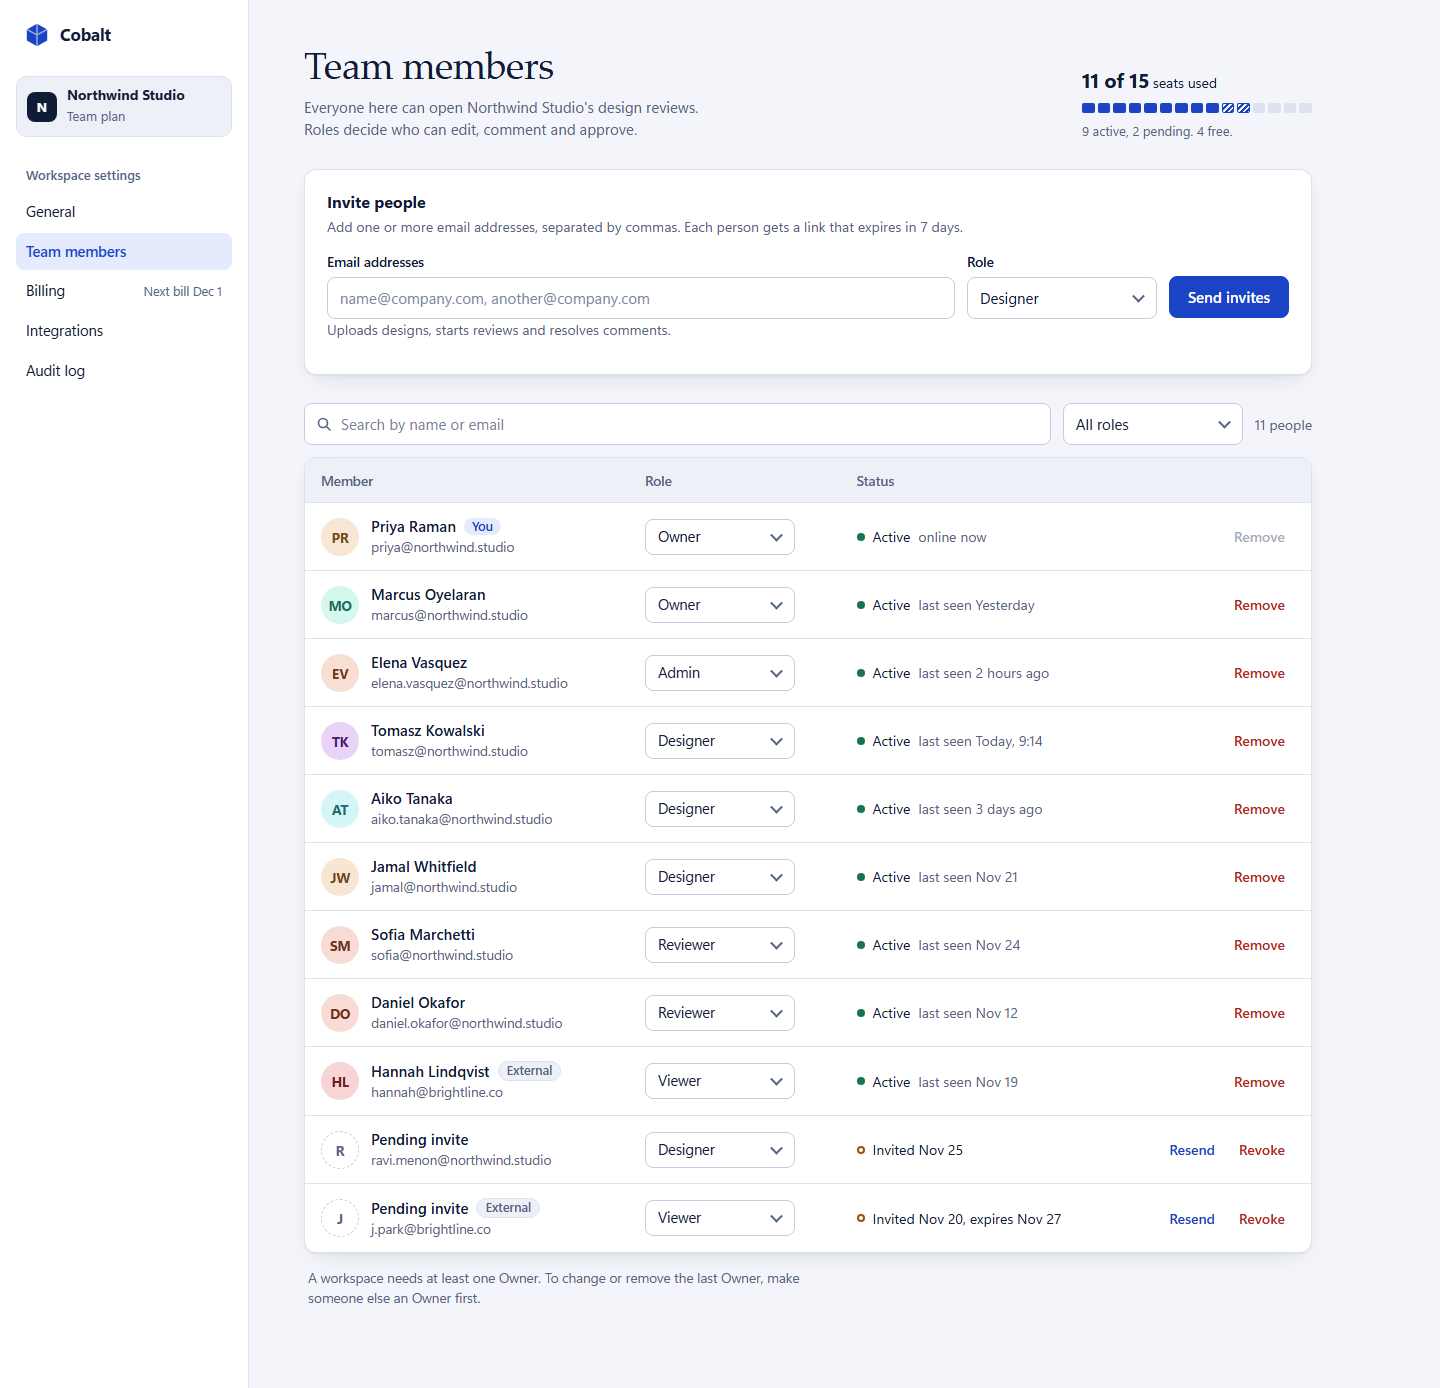 Cobalt
N
Northwind Studio
Team plan
Workspace settings
General
Team members
Billing
Next bill Dec 1
Integrations
Audit log
Team members
Everyone here can open Northwind Studio's design reviews.
Roles decide who can edit, comment and approve.
11 of 15 seats used
9 active, 2 pending. 4 free.
Invite people
Add one or more email addresses, separated by commas. Each person gets a link that expires in 7 days.
Email addresses
Role
name@company.com, another@company.com
Designer
Send invites
Uploads designs, starts reviews and resolves comments.
Search by name or email
All roles
11 people
Member
Role
Status
PR
Priya Raman
You
priya@northwind.studio
Owner
Active online now
Remove
MO
Marcus Oyelaran
marcus@northwind.studio
Owner
Active last seen Yesterday
Remove
EV
Elena Vasquez
elena.vasquez@northwind.studio
Admin
Active last seen 2 hours ago
Remove
TK
Tomasz Kowalski
tomasz@northwind.studio
Designer
Active last seen Today, 9:14
Remove
AT
Aiko Tanaka
aiko.tanaka@northwind.studio
Designer
Active last seen 3 days ago
Remove
JW
Jamal Whitfield
jamal@northwind.studio
Designer
Active last seen Nov 21
Remove
SM
Sofia Marchetti
sofia@northwind.studio
Reviewer
Active last seen Nov 24
Remove
DO
Daniel Okafor
daniel.okafor@northwind.studio
Reviewer
Active last seen Nov 12
Remove
HL
Hannah Lindqvist
External
hannah@brightline.co
Viewer
Active last seen Nov 19
Remove
R
Pending invite
ravi.menon@northwind.studio
Designer
Invited Nov 25
Resend
Revoke
J
Pending invite
External
j.park@brightline.co
Viewer
Invited Nov 20, expires Nov 27
Resend
Revoke
A workspace needs at least one Owner. To change or remove the last Owner, make
someone else an Owner first.